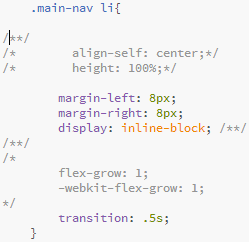 .main-nav li{
/**/
/*      align-self: center;*/
/*      height: 100%;*/
margin-left: 8px;
margin-right: 8px;
display: inline-block; /**/
/**/
/*
flex-grow: 1;
-webkit-flex-grow: 1;
*/
transition: .5s;
}